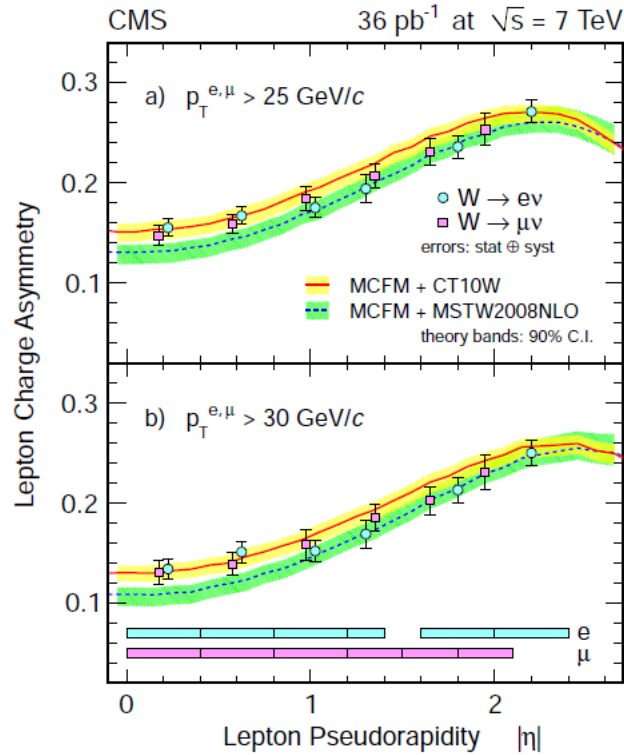 CMS 36 pb⁻¹ at √s = 7 TeV
a) p_T^{e,μ} > 25 GeV/c
0.3
0.2
0.1
W → eν
W → μν
errors: stat ⊕ syst
MCFM + CT10W
MCFM + MSTW2008NLO
theory bands: 90% C.I.
Lepton Charge Asymmetry
b) p_T^{e,μ} > 30 GeV/c
0.3
0.2
0.1
e
μ
0 1 2
Lepton Pseudorapidity |η|